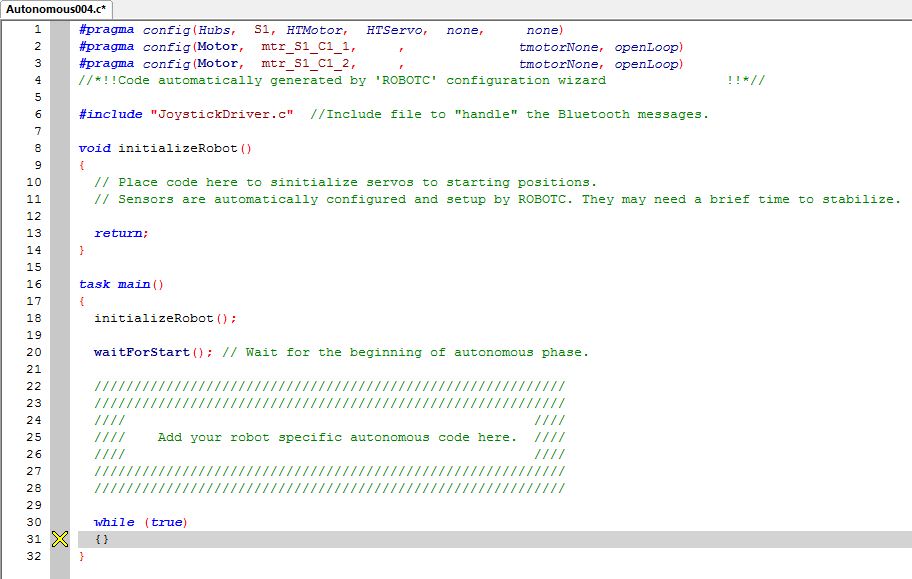 Autonomous004.c*
1 #pragma config(Hubs,  S1, HTMotor,  HTServo,  none,     none)
2 #pragma config(Motor,  mtr_S1_C1_1,     ,              tmotorNone, openLoop)
3 #pragma config(Motor,  mtr_S1_C1_2,     ,              tmotorNone, openLoop)
4 //*!!Code automatically generated by 'ROBOTC' configuration wizard               !!*//
5
6 #include "JoystickDriver.c"  //Include file to "handle" the Bluetooth messages.
7
8 void initializeRobot()
9 {
10   // Place code here to sinitialize servos to starting positions.
11   // Sensors are automatically configured and setup by ROBOTC. They may need a brief time to stabilize.
12
13   return;
14 }
15
16 task main()
17 {
18   initializeRobot();
19
20   waitForStart(); // Wait for the beginning of autonomous phase.
21
22   ///////////////////////////////////////////////////////////
23   ///////////////////////////////////////////////////////////
24   ////                                                   ////
25   ////    Add your robot specific autonomous code here.  ////
26   ////                                                   ////
27   ///////////////////////////////////////////////////////////
28   ///////////////////////////////////////////////////////////
29
30   while (true)
31   {}
32 }